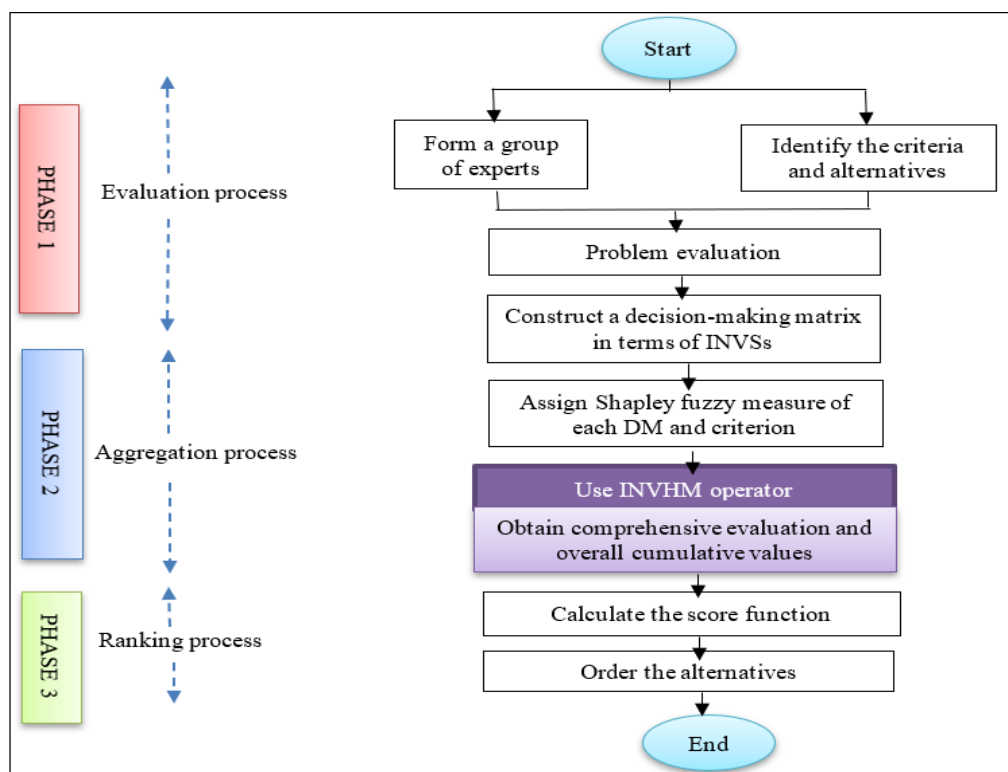 Start
Form a group
of experts
Identify the criteria
and alternatives
PHASE 1
Evaluation process
Problem evaluation
Construct a decision-making matrix
in terms of INVSs
PHASE 2
Aggregation process
Assign Shapley fuzzy measure of
each DM and criterion
Use INVHM operator
Obtain comprehensive evaluation and
overall cumulative values
PHASE 3
Ranking process
Calculate the score function
Order the alternatives
End